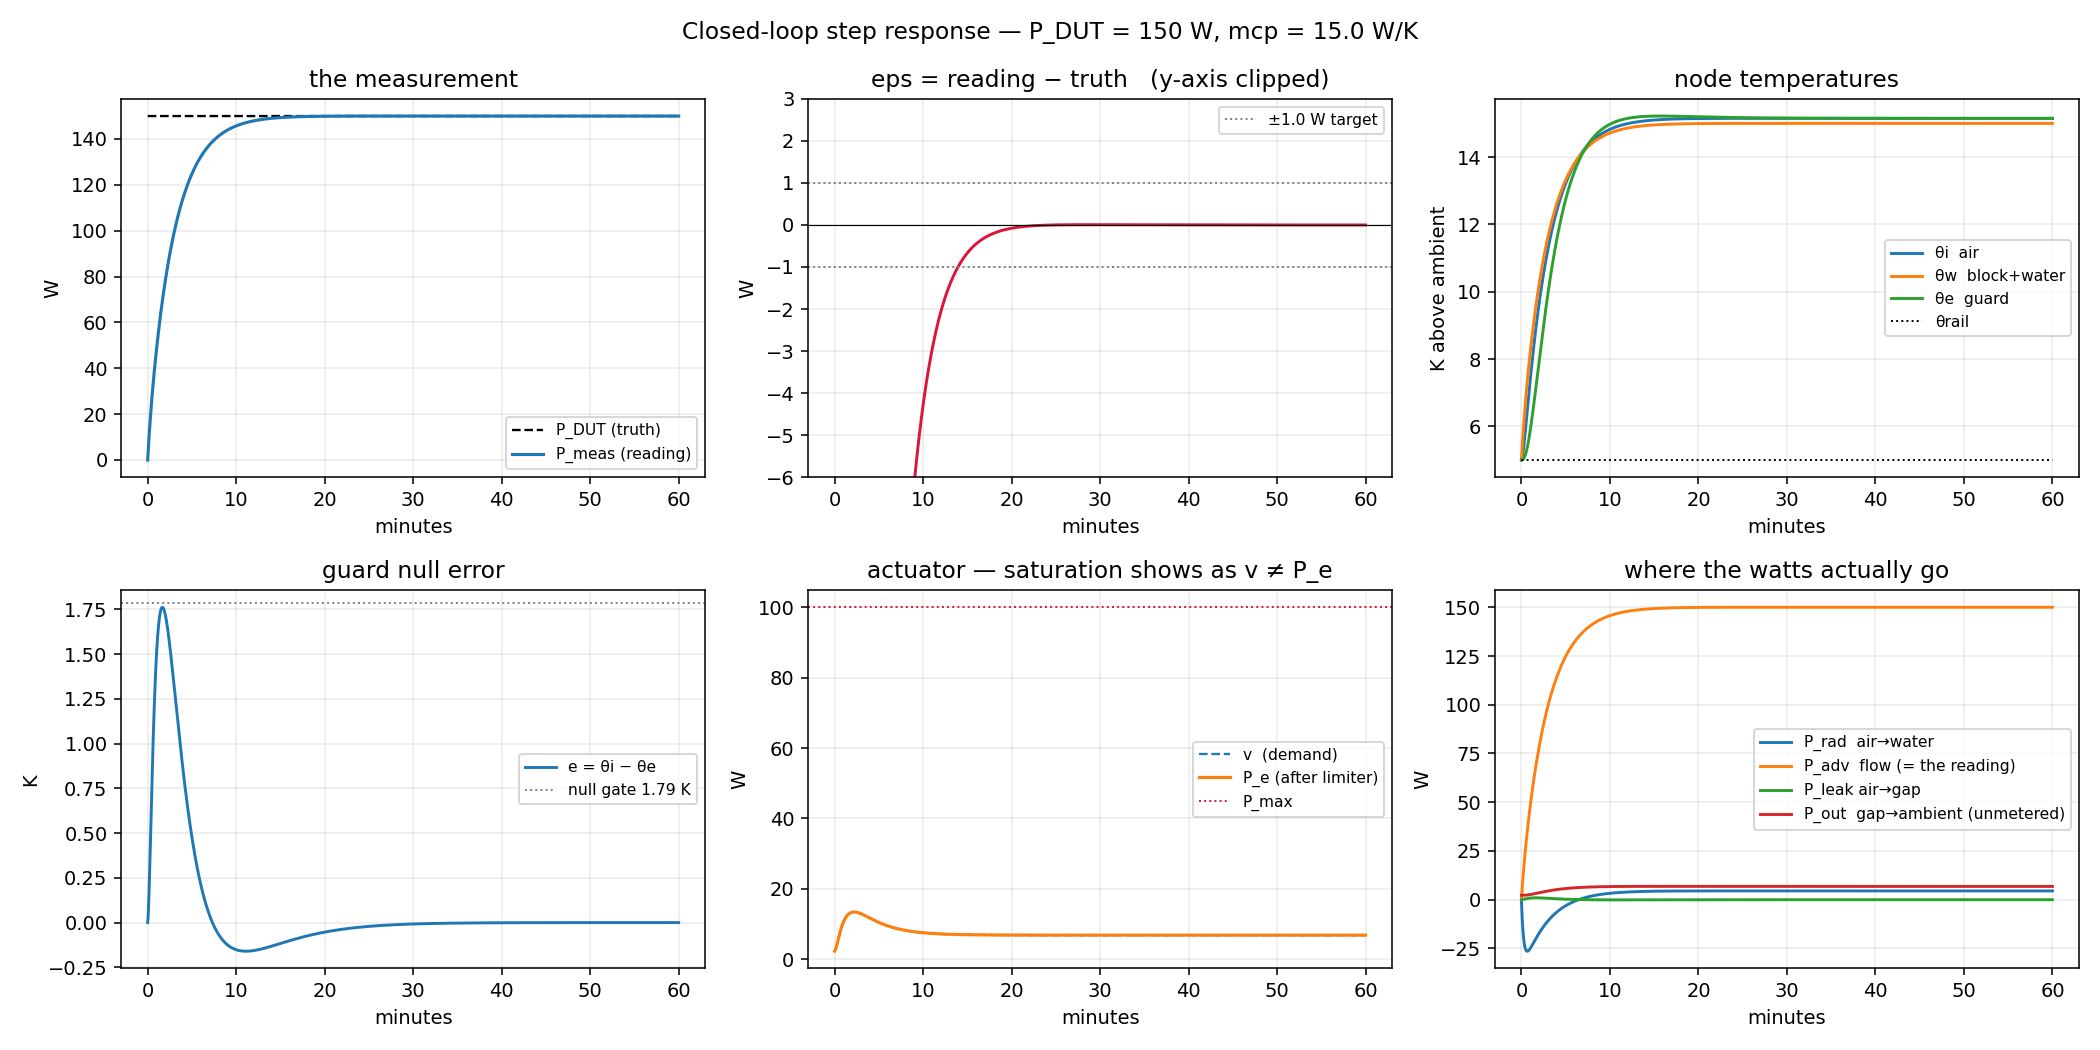 Closed-loop step response — P_DUT = 150 W, mcp = 15.0 W/K
the measurement
W
140
120
100
80
60
40
20
0
P_DUT (truth)
P_meas (reading)
0 10 20 30 40 50 60
minutes
eps = reading − truth (y-axis clipped)
W
3
2
1
0
−1
−2
−3
−4
−5
−6
±1.0 W target
0 10 20 30 40 50 60
minutes
node temperatures
K above ambient
14
12
10
8
6
θi air
θw block+water
θe guard
θrail
0 10 20 30 40 50 60
minutes
guard null error
K
1.75
1.50
1.25
1.00
0.75
0.50
0.25
0.00
−0.25
e = θi − θe
null gate 1.79 K
0 10 20 30 40 50 60
minutes
actuator — saturation shows as v ≠ P_e
W
100
80
60
40
20
0
v (demand)
P_e (after limiter)
P_max
0 10 20 30 40 50 60
minutes
where the watts actually go
W
150
125
100
75
50
25
0
−25
P_rad air→water
P_adv flow (= the reading)
P_leak air→gap
P_out gap→ambient (unmetered)
0 10 20 30 40 50 60
minutes